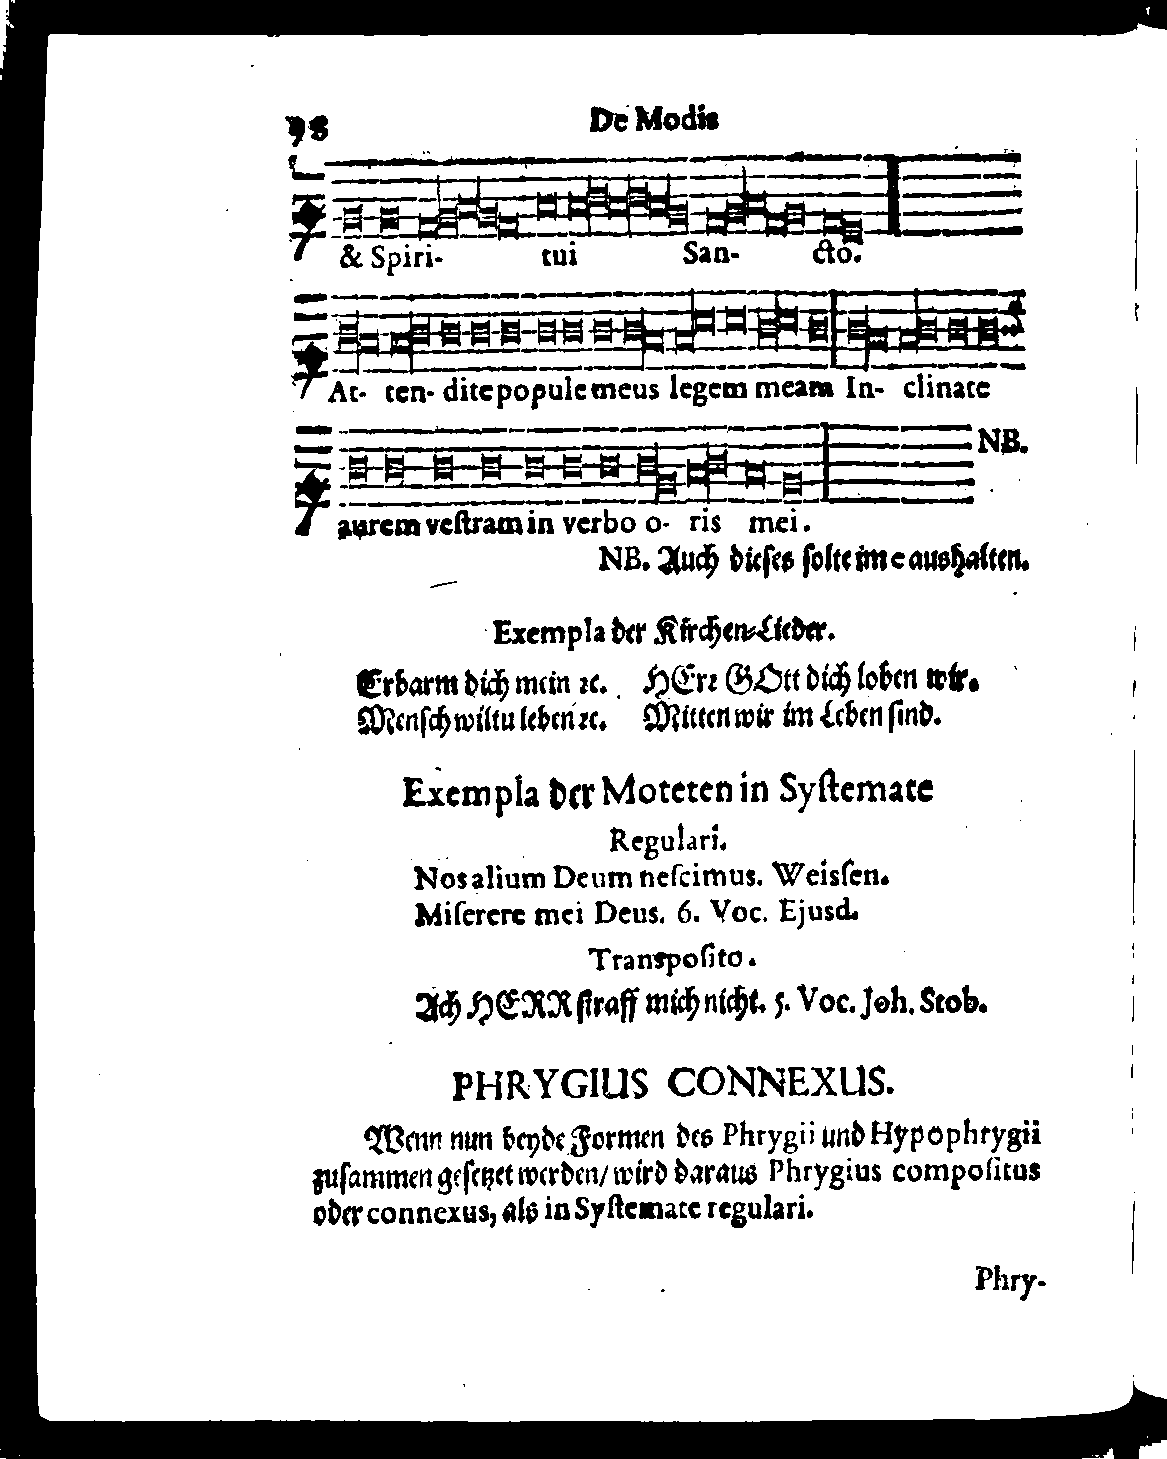 98 De Modis
& Spiri- tui San- cto.
At- ten- dite popule meus legem meam In- clinate
NB.
aurem veſtram in verbo o- ris mei.
NB. Auch dieſes ſolte im e aushalten.
Exempla der Kirchen-Lieder.
Erbarm dich mein ꝛc. HErꝛ GOtt dich loben wir.
Menſch wiltu leben ꝛc. Mitten wir im Leben ſind.
Exempla der Moteten in Syſtemate
Regulari.
Nos alium Deum neſcimus. Weisſen.
Miſerere mei Deus. 6. Voc. Ejusd.
Transpoſito.
Ach HERR ſtraff mich nicht. 5. Voc. Joh. Stob.
PHRYGIUS CONNEXUS.
Wenn nun beyde Formen des Phrygii und Hypophrygii
zuſammen geſetzet werden/ wird daraus Phrygius compoſitus
oder connexus, als in Syſtemate regulari.
Phry-